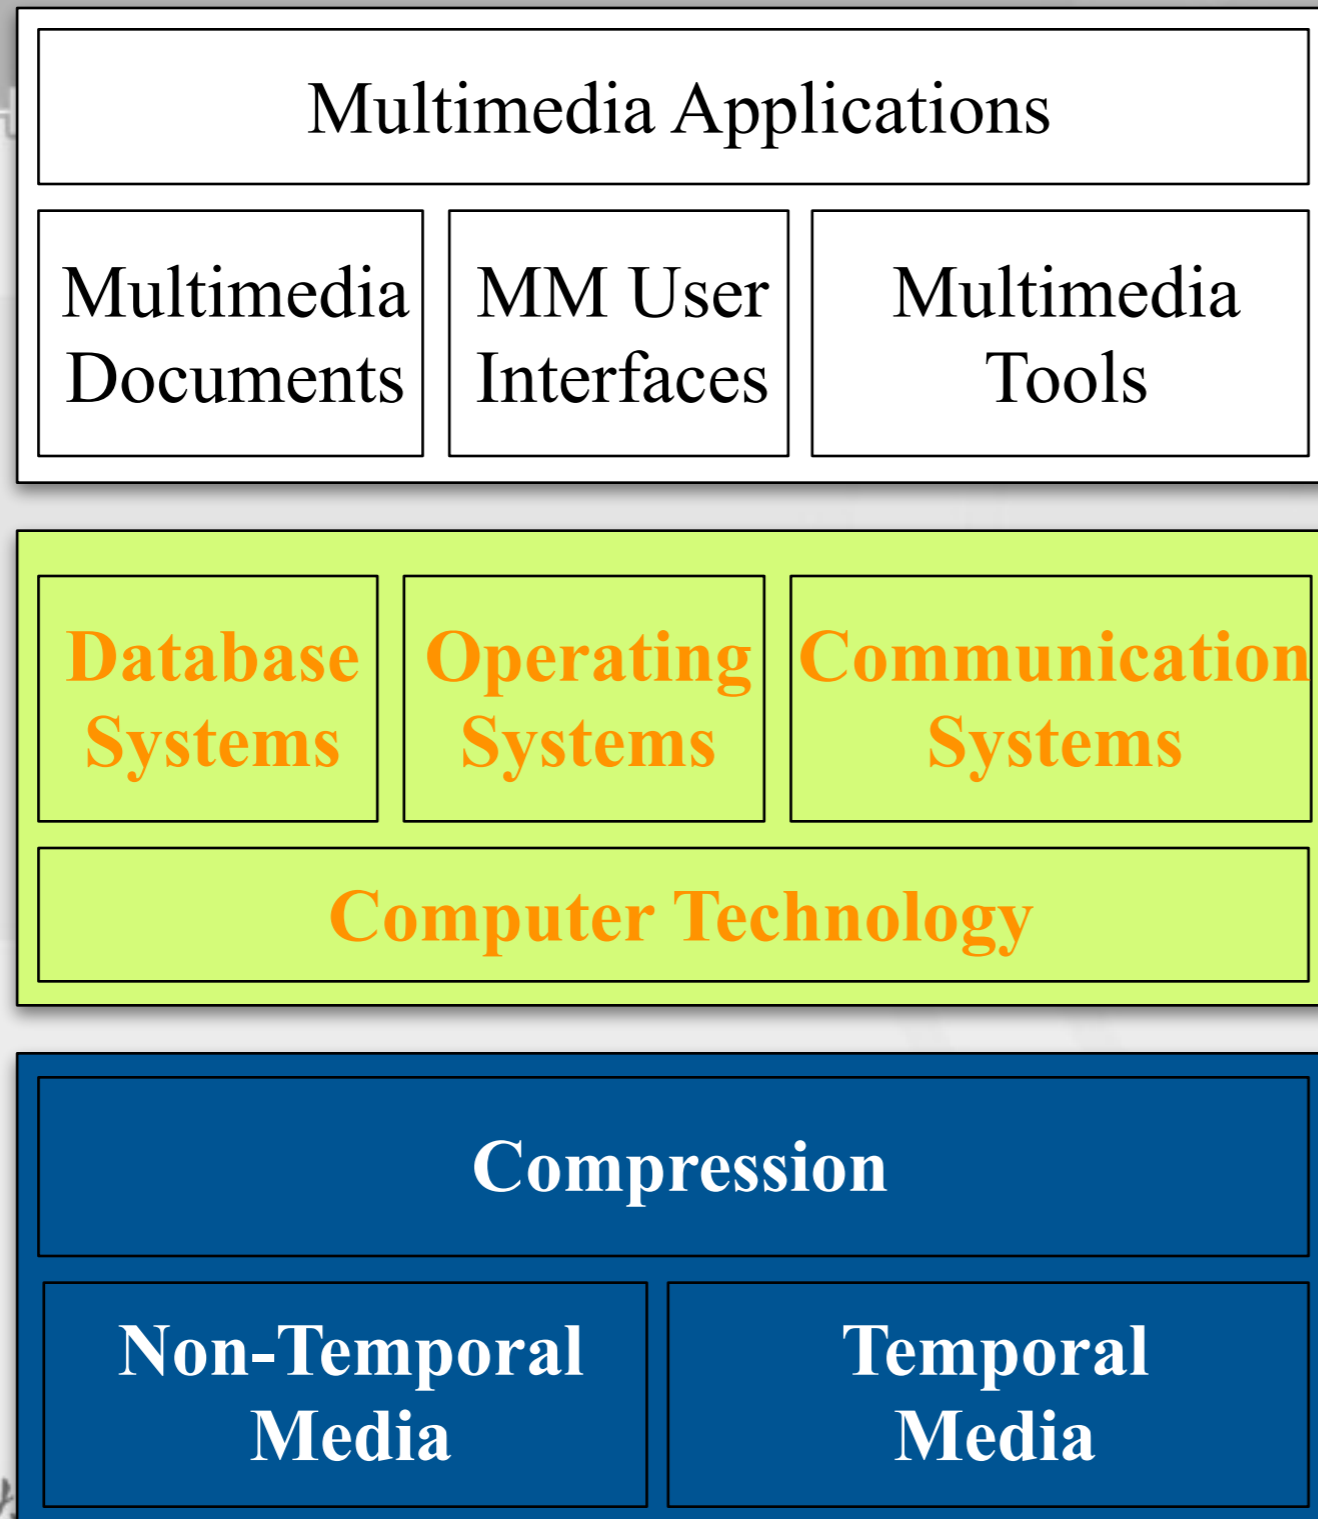 Multimedia Applications
Multimedia
Documents
MM User
Interfaces
Multimedia
Tools
Database
Systems
Operating
Systems
Communication
Systems
Computer Technology
Compression
Non-Temporal
Media
Temporal
Media